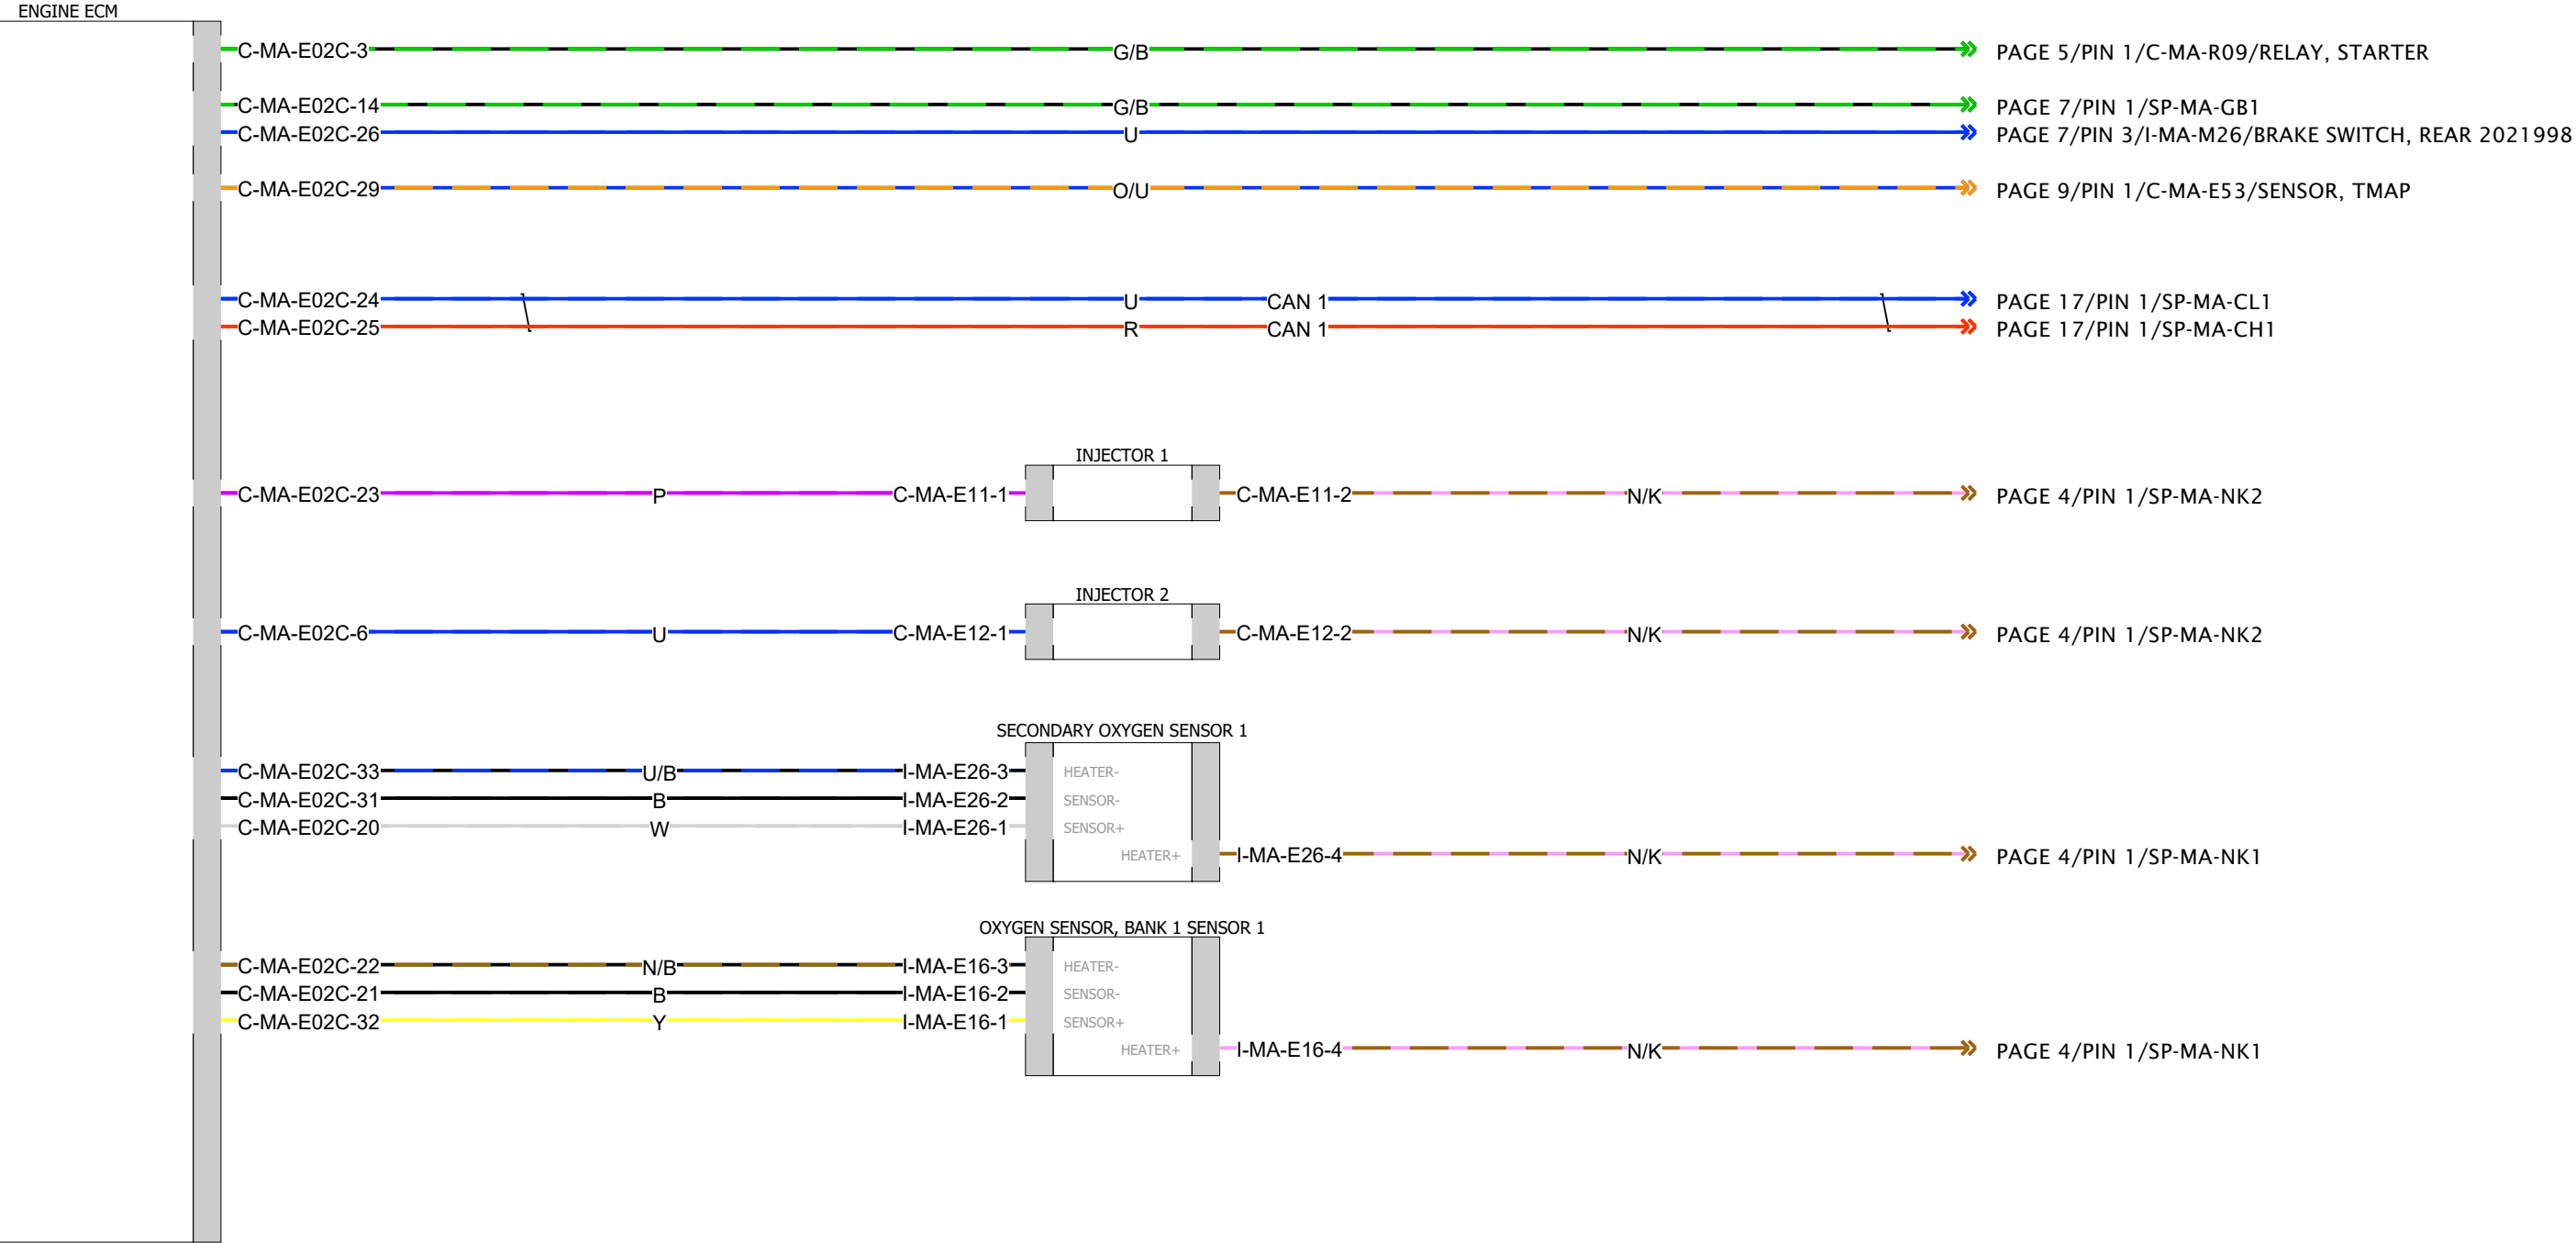 ENGINE ECM
C-MA-E02C-3 G/B PAGE 5/PIN 1/C-MA-R09/RELAY, STARTER
C-MA-E02C-14 G/B PAGE 7/PIN 1/SP-MA-GB1
C-MA-E02C-26 U PAGE 7/PIN 3/I-MA-M26/BRAKE SWITCH, REAR 2021998
C-MA-E02C-29 O/U PAGE 9/PIN 1/C-MA-E53/SENSOR, TMAP
C-MA-E02C-24 U CAN 1 PAGE 17/PIN 1/SP-MA-CL1
C-MA-E02C-25 R CAN 1 PAGE 17/PIN 1/SP-MA-CH1
INJECTOR 1
C-MA-E02C-23 P C-MA-E11-1 C-MA-E11-2 N/K PAGE 4/PIN 1/SP-MA-NK2
INJECTOR 2
C-MA-E02C-6 U C-MA-E12-1 C-MA-E12-2 N/K PAGE 4/PIN 1/SP-MA-NK2
SECONDARY OXYGEN SENSOR 1
C-MA-E02C-33 U/B I-MA-E26-3 HEATER-
C-MA-E02C-31 B I-MA-E26-2 SENSOR-
C-MA-E02C-20 W I-MA-E26-1 SENSOR+
HEATER+ I-MA-E26-4 N/K PAGE 4/PIN 1/SP-MA-NK1
OXYGEN SENSOR, BANK 1 SENSOR 1
C-MA-E02C-22 N/B I-MA-E16-3 HEATER-
C-MA-E02C-21 B I-MA-E16-2 SENSOR-
C-MA-E02C-32 Y I-MA-E16-1 SENSOR+
HEATER+ I-MA-E16-4 N/K PAGE 4/PIN 1/SP-MA-NK1